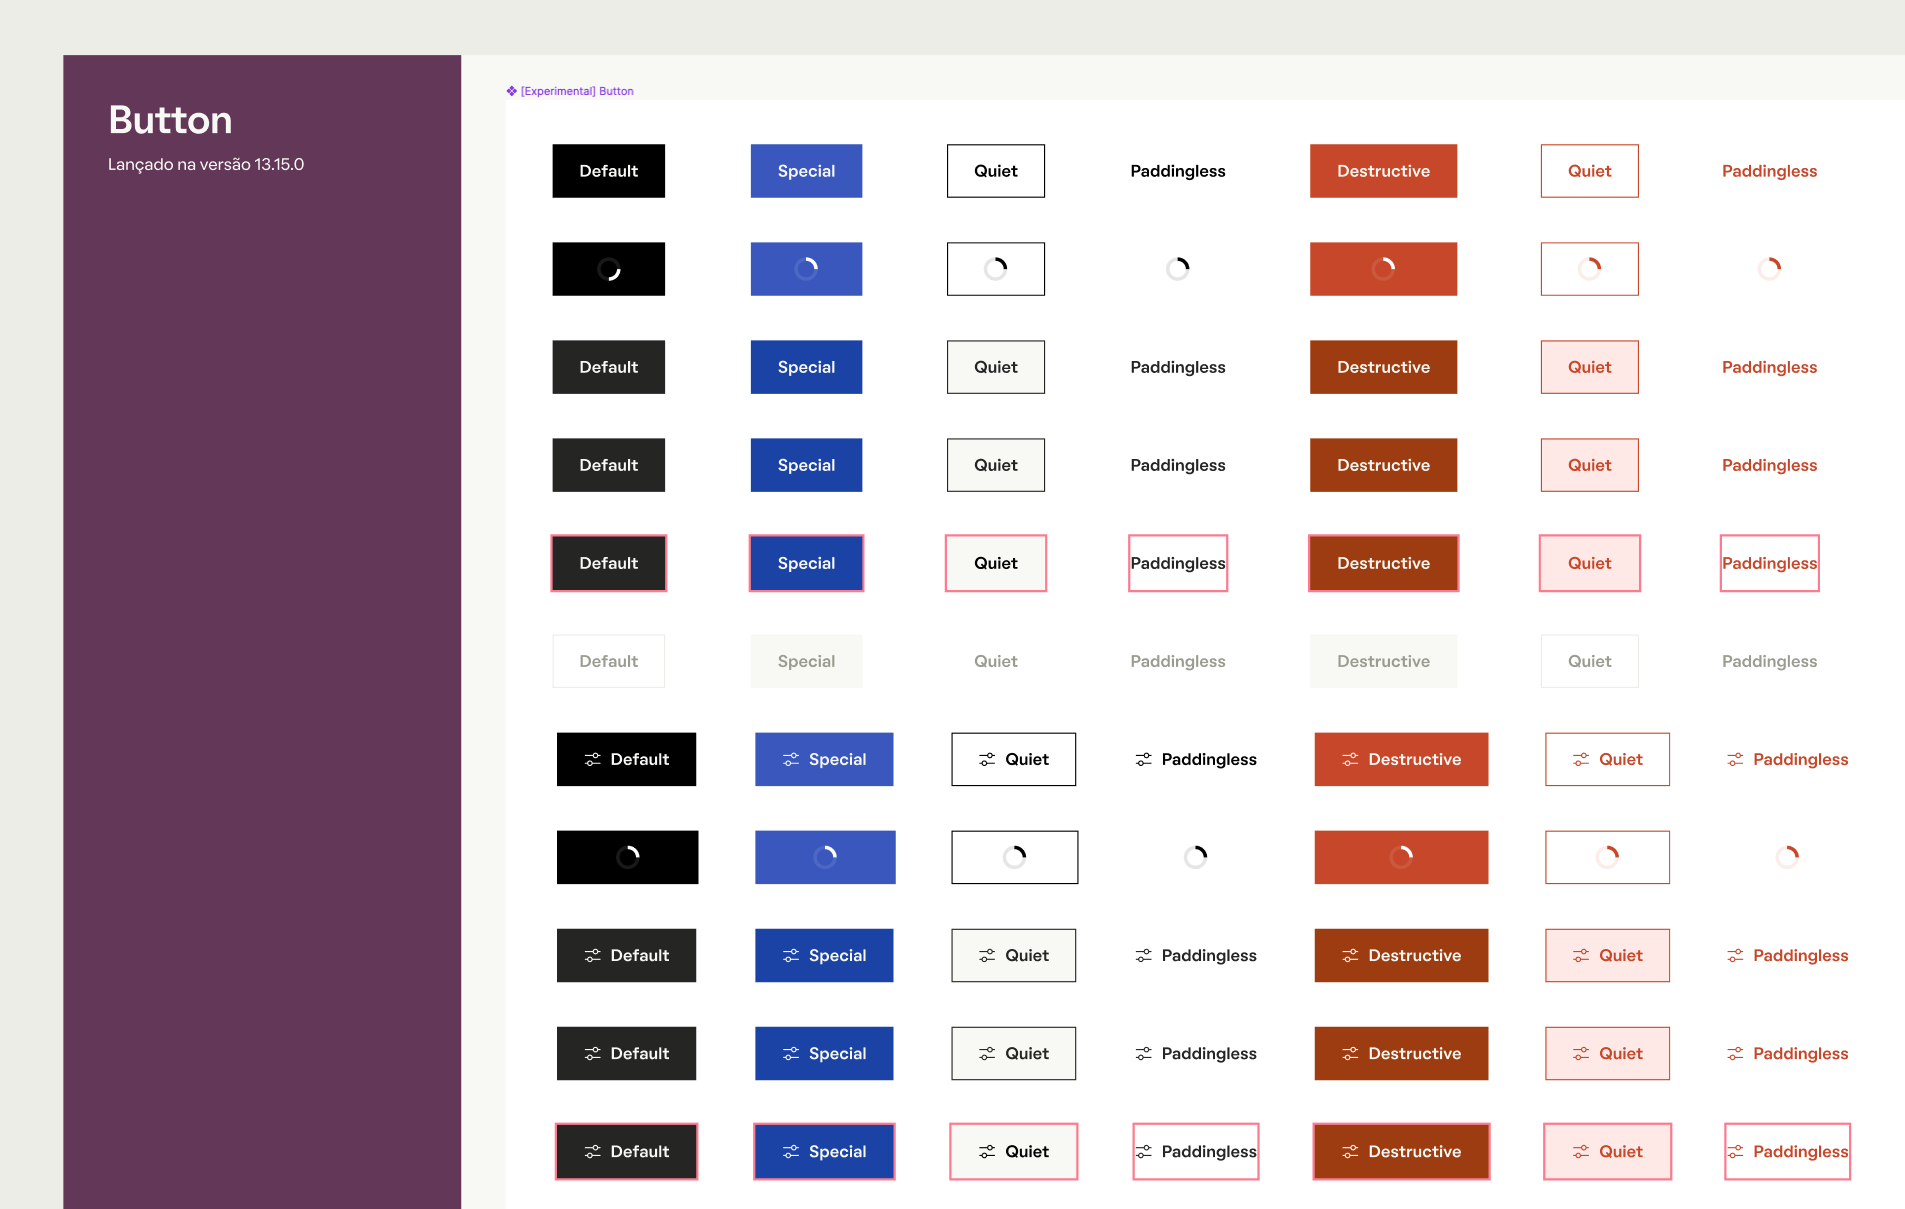 Button
Lançado na versão 13.15.0
[Experimental] Button
Default Special Quiet Paddingless Destructive Quiet Paddingless
Default Special Quiet Paddingless Destructive Quiet Paddingless
Default Special Quiet Paddingless Destructive Quiet Paddingless
Default Special Quiet Paddingless Destructive Quiet Paddingless
Default Special Quiet Paddingless Destructive Quiet Paddingless
Default Special Quiet Paddingless Destructive Quiet Paddingless
Default Special Quiet Paddingless Destructive Quiet Paddingless
Default Special Quiet Paddingless Destructive Quiet Paddingless
Default Special Quiet Paddingless Destructive Quiet Paddingless